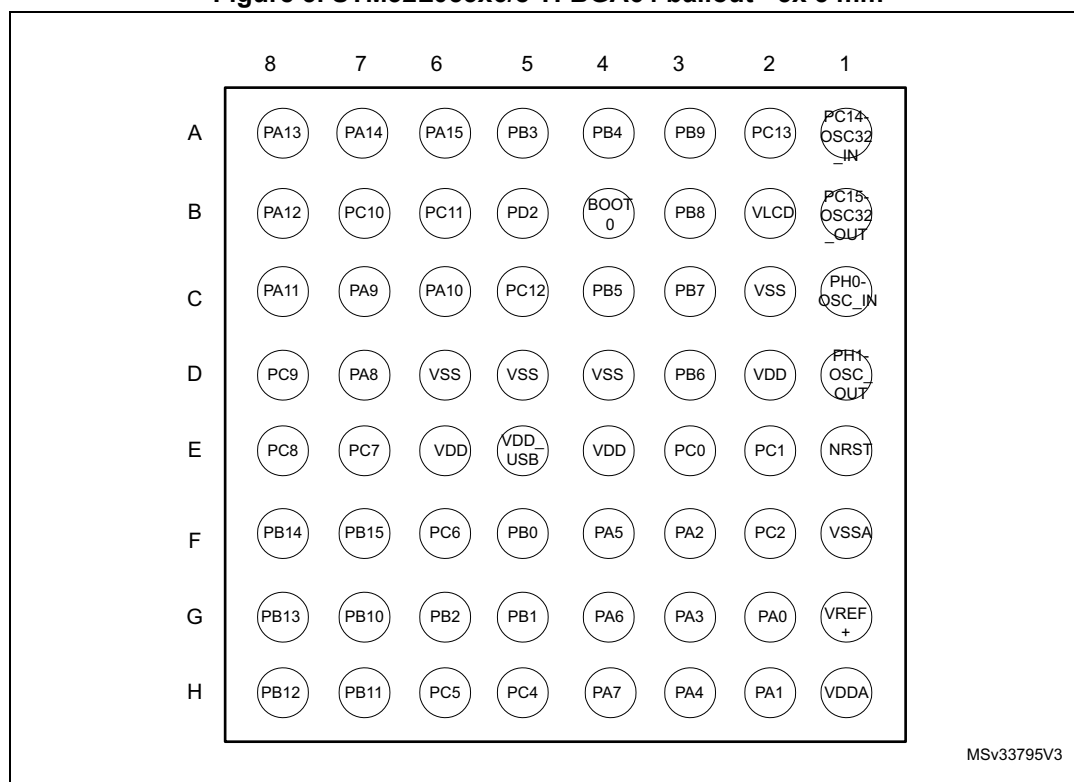 8 7 6 5 4 3 2 1
A PA13 PA14 PA15 PB3 PB4 PB9 PC13 PC14-OSC32_IN
B PA12 PC10 PC11 PD2 BOOT0 PB8 VLCD PC15-OSC32_OUT
C PA11 PA9 PA10 PC12 PB5 PB7 VSS PH0-OSC_IN
D PC9 PA8 VSS VSS VSS PB6 VDD PH1-OSC_OUT
E PC8 PC7 VDD VDD_USB VDD PC0 PC1 NRST
F PB14 PB15 PC6 PB0 PA5 PA2 PC2 VSSA
G PB13 PB10 PB2 PB1 PA6 PA3 PA0 VREF+
H PB12 PB11 PC5 PC4 PA7 PA4 PA1 VDDA
MSv33795V3